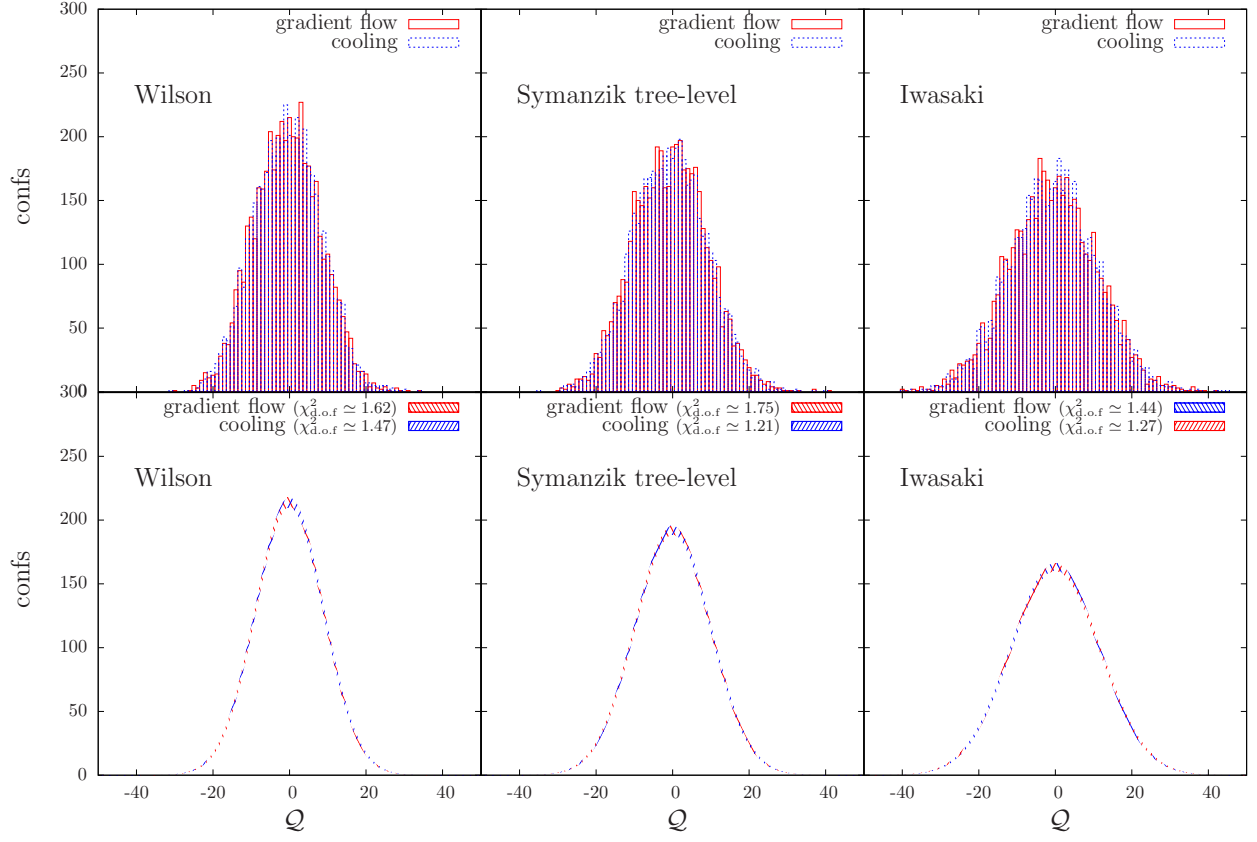 300
250
200
150
100
50
300
250
200
150
100
50
0
confs
confs
gradient flow
cooling
Wilson
gradient flow
cooling
Symanzik tree-level
gradient flow
cooling
Iwasaki
gradient flow (χ²d.o.f ≃ 1.62)
cooling (χ²d.o.f ≃ 1.47)
Wilson
gradient flow (χ²d.o.f ≃ 1.75)
cooling (χ²d.o.f ≃ 1.21)
Symanzik tree-level
gradient flow (χ²d.o.f ≃ 1.44)
cooling (χ²d.o.f ≃ 1.27)
Iwasaki
-40 -20 0 20 40
-40 -20 0 20 40
-40 -20 0 20 40
𝒬
𝒬
𝒬